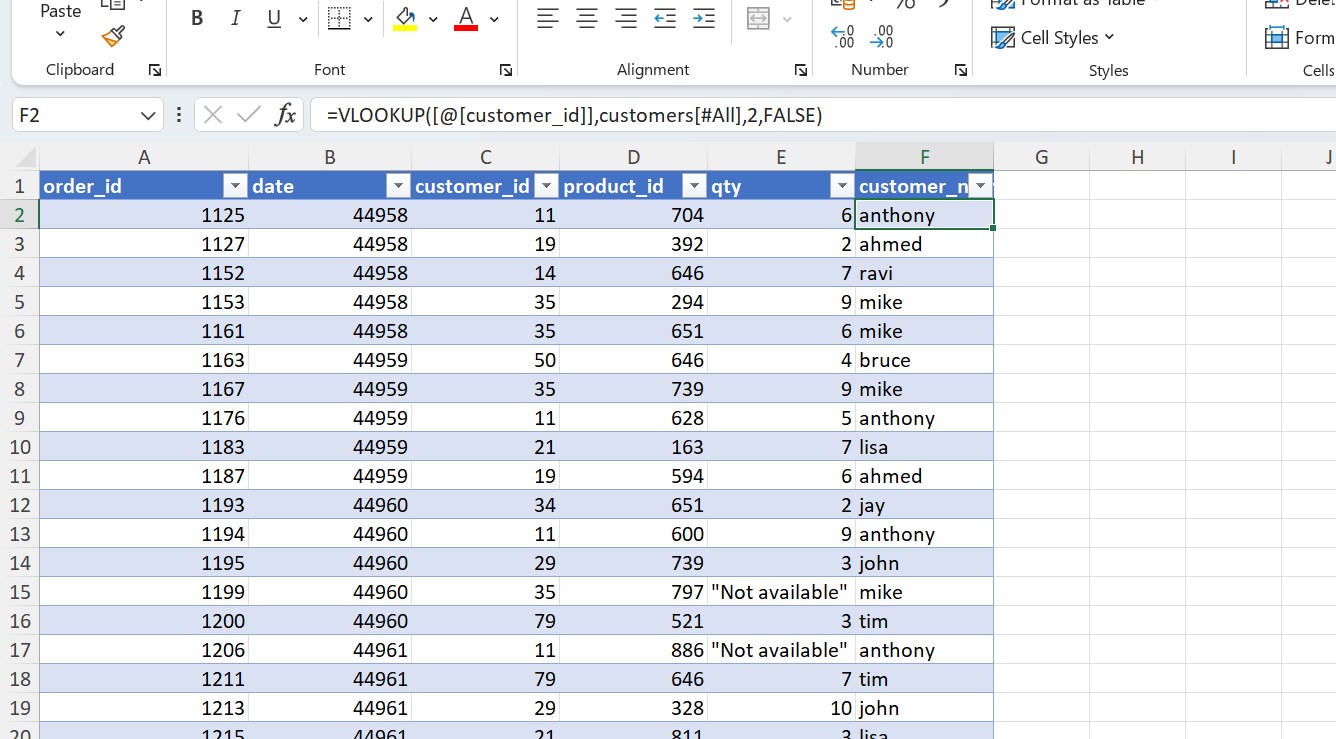 Paste
B I U A
Format as Table
% 9
.00 .00
Cell Styles
Form
Clipboard Font Alignment Number Styles Cells
F2 fx =VLOOKUP([@[customer_id]],customers[#All],2,FALSE)
A B C D E F G H I J
1 order_id date customer_id product_id qty customer_n
2 1125 44958 11 704 6 anthony
3 1127 44958 19 392 2 ahmed
4 1152 44958 14 646 7 ravi
5 1153 44958 35 294 9 mike
6 1161 44958 35 651 6 mike
7 1163 44959 50 646 4 bruce
8 1167 44959 35 739 9 mike
9 1176 44959 11 628 5 anthony
10 1183 44959 21 163 7 lisa
11 1187 44959 19 594 6 ahmed
12 1193 44960 34 651 2 jay
13 1194 44960 11 600 9 anthony
14 1195 44960 29 739 3 john
15 1199 44960 35 797 "Not available" mike
16 1200 44960 79 521 3 tim
17 1206 44961 11 886 "Not available" anthony
18 1211 44961 79 646 7 tim
19 1213 44961 29 328 10 john
20 1215 44961 21 811 3 lisa